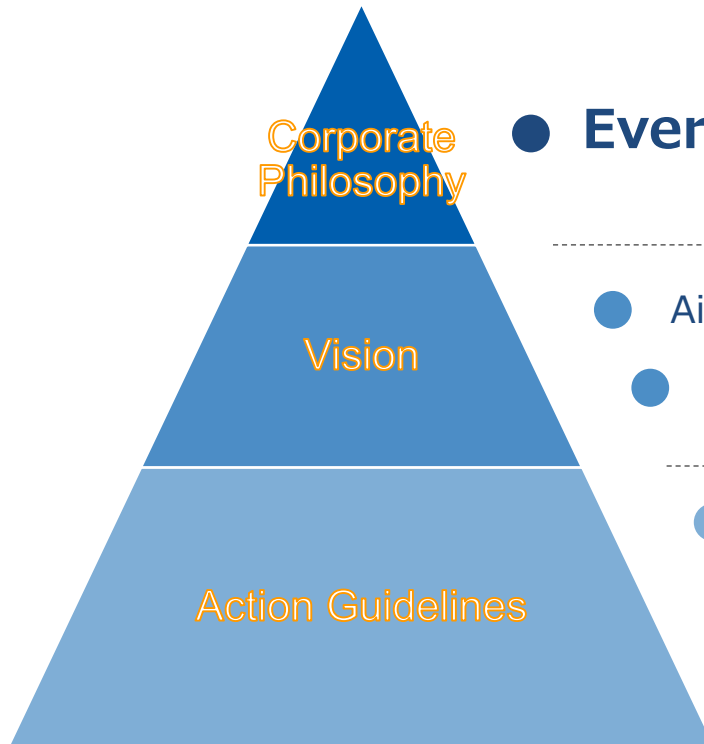 Corporate
Philosophy
Ever
Vision
Ai
Action Guidelines